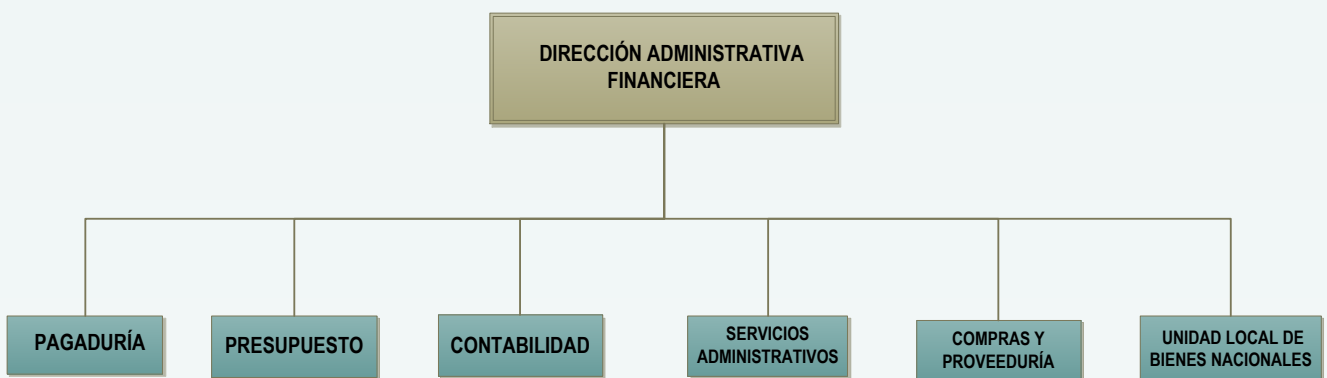 DIRECCIÓN ADMINISTRATIVA
FINANCIERA
PAGADURÍA
PRESUPUESTO
CONTABILIDAD
SERVICIOS
ADMINISTRATIVOS
COMPRAS Y
PROVEEDURÍA
UNIDAD LOCAL DE
BIENES NACIONALES